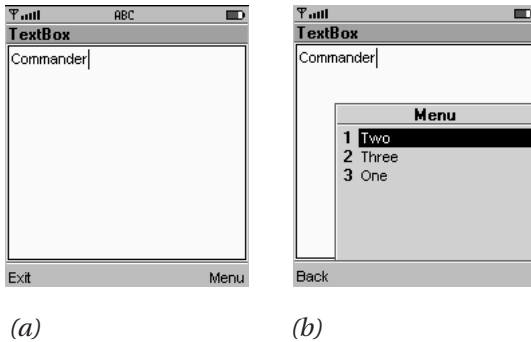 ABC
TextBox
Commander
Exit Menu
(a)
TextBox
Commander
Menu
1 Two
2 Three
3 One
Back
(b)